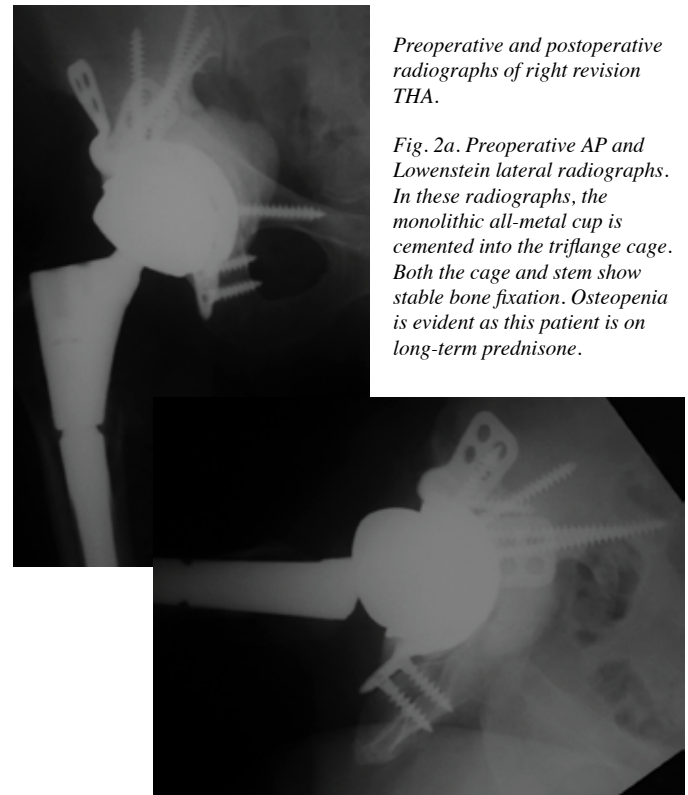 Preoperative and postoperative
radiographs of right revision
THA.
Fig. 2a. Preoperative AP and
Lowenstein lateral radiographs.
In these radiographs, the
monolithic all-metal cup is
cemented into the triflange cage.
Both the cage and stem show
stable bone fixation. Osteopenia
is evident as this patient is on
long-term prednisone.